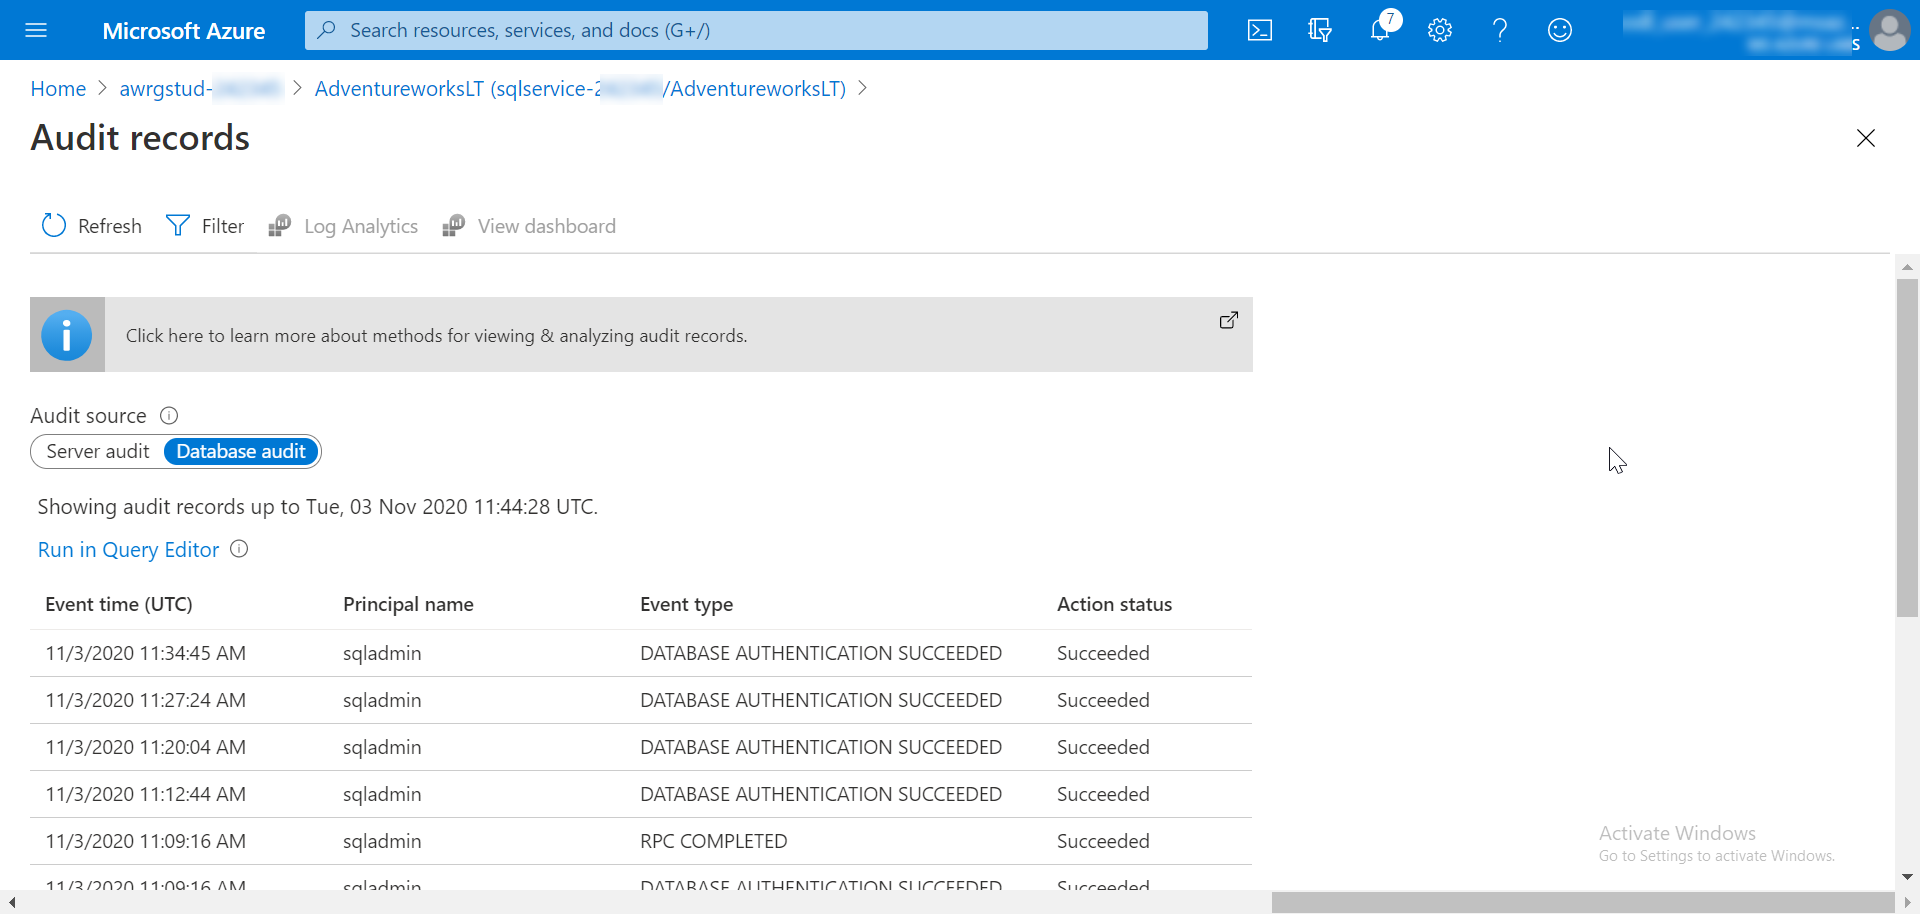 Microsoft Azure
Search resources, services, and docs (G+/)
7
Home > awrgstud- > AdventureworksLT (sqlservice-2 /AdventureworksLT) >
Audit records
Refresh Filter Log Analytics View dashboard
Click here to learn more about methods for viewing & analyzing audit records.
Audit source
Server audit Database audit
Showing audit records up to Tue, 03 Nov 2020 11:44:28 UTC.
Run in Query Editor
Event time (UTC) Principal name Event type Action status
11/3/2020 11:34:45 AM sqladmin DATABASE AUTHENTICATION SUCCEEDED Succeeded
11/3/2020 11:27:24 AM sqladmin DATABASE AUTHENTICATION SUCCEEDED Succeeded
11/3/2020 11:20:04 AM sqladmin DATABASE AUTHENTICATION SUCCEEDED Succeeded
11/3/2020 11:12:44 AM sqladmin DATABASE AUTHENTICATION SUCCEEDED Succeeded
11/3/2020 11:09:16 AM sqladmin RPC COMPLETED Succeeded
11/3/2020 11:09:16 AM sqladmin DATABASE AUTHENTICATION SUCCEEDED Succeeded
Activate Windows
Go to Settings to activate Windows.